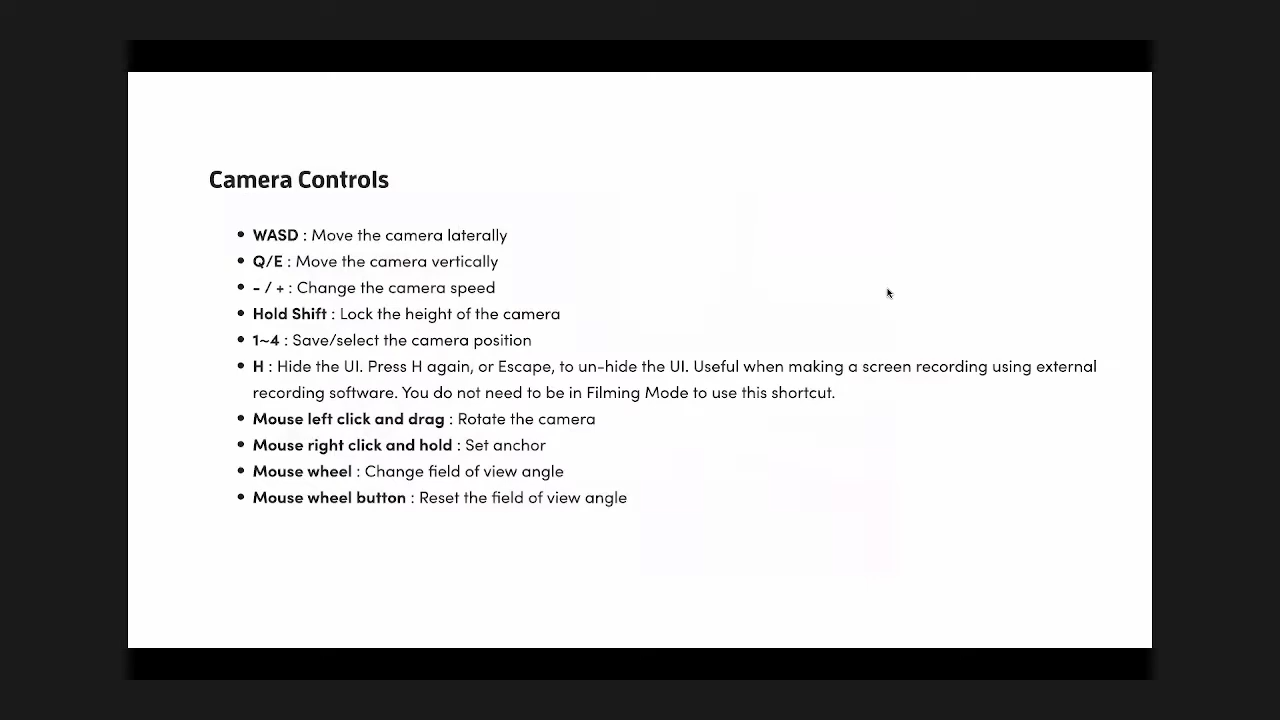 Camera Controls
• WASD : Move the camera laterally
• Q/E : Move the camera vertically
• - / + : Change the camera speed
• Hold Shift : Lock the height of the camera
• 1~4 : Save/select the camera position
• H : Hide the UI. Press H again, or Escape, to un-hide the UI. Useful when making a screen recording using external
recording software. You do not need to be in Filming Mode to use this shortcut.
• Mouse left click and drag : Rotate the camera
• Mouse right click and hold : Set anchor
• Mouse wheel : Change field of view angle
• Mouse wheel button : Reset the field of view angle